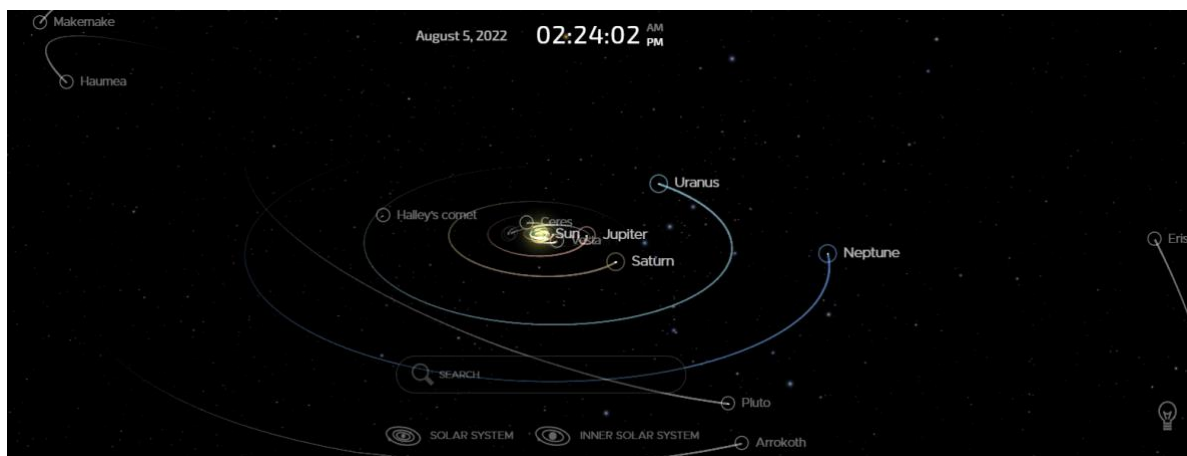 Makemake
August 5, 2022 02:24:02 AM PM
Haumea
Uranus
Halley's comet
Ceres
Sun
Vesta
Jupiter
Eris
Neptune
Saturn
SEARCH
Pluto
SOLAR SYSTEM
INNER SOLAR SYSTEM
Arrokoth